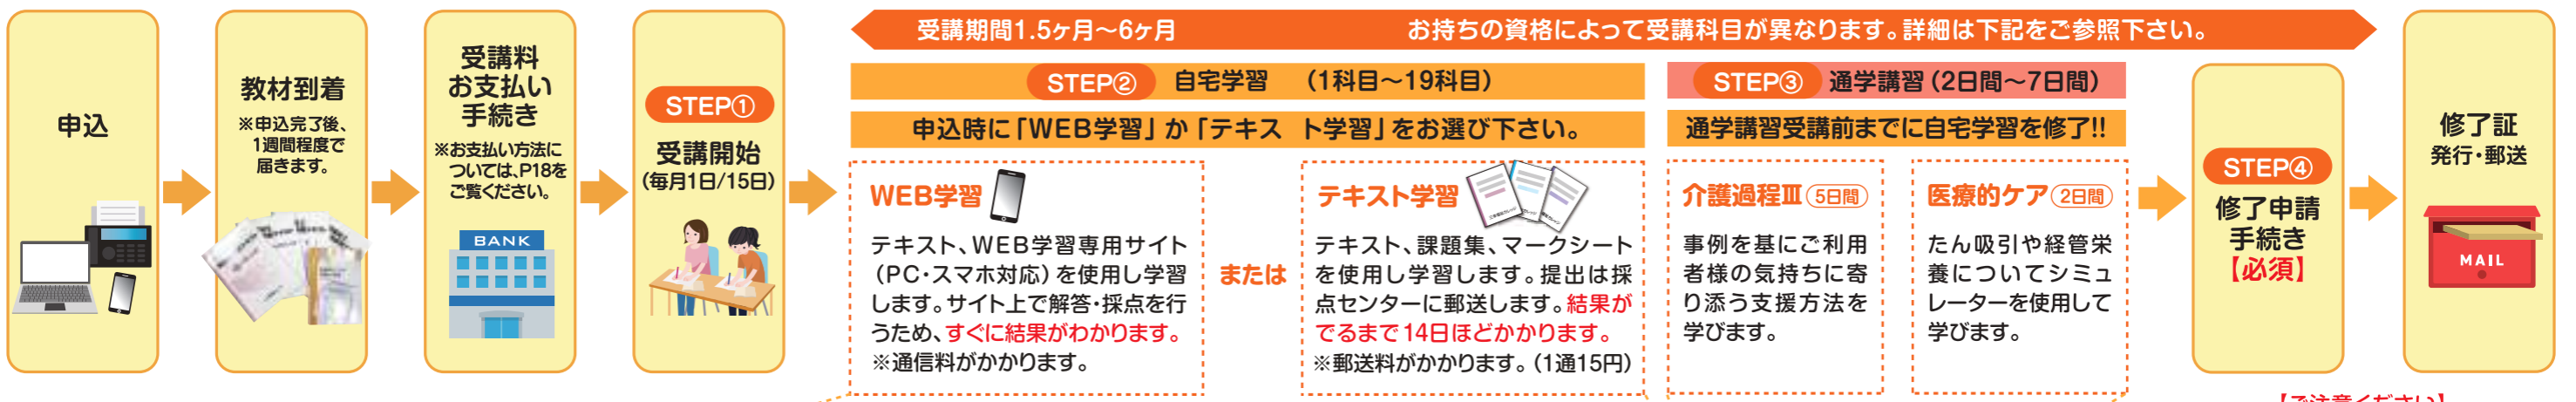 申込
教材到着
※申込完了後、
1週間程度で
届きます。
受講料
お支払い
手続き
※お支払い方法に
ついては、P18を
ご覧ください。
BANK
STEP①
受講開始
(毎月1日/15日)
受講期間1.5ヶ月～6ヶ月 お持ちの資格によって受講科目が異なります。詳細は下記をご参照下さい。
STEP② 自宅学習 (1科目～19科目)
申込時に「WEB学習」か「テキス ト学習」をお選び下さい。
WEB学習
テキスト、WEB学習専用サイト
(PC・スマホ対応)を使用し学習
します。サイト上で解答・採点を行
うため、すぐに結果がわかります。
※通信料がかかります。
または
テキスト学習
テキスト、課題集、マークシート
を使用し学習します。提出は採
点センターに郵送します。結果が
でるまで14日ほどかかります。
※郵送料がかかります。(1通15円)
STEP③ 通学講習(2日間～7日間)
通学講習受講前までに自宅学習を修了!!
介護過程Ⅲ 5日間
事例を基にご利用
者様の気持ちに寄
り添う支援方法を
学びます。
医療的ケア 2日間
たん吸引や経管栄
養についてシミュ
レーターを使用して
学びます。
STEP④
修了申請
手続き
【必須】
修了証
発行・郵送
MAIL
【ご注意ください】